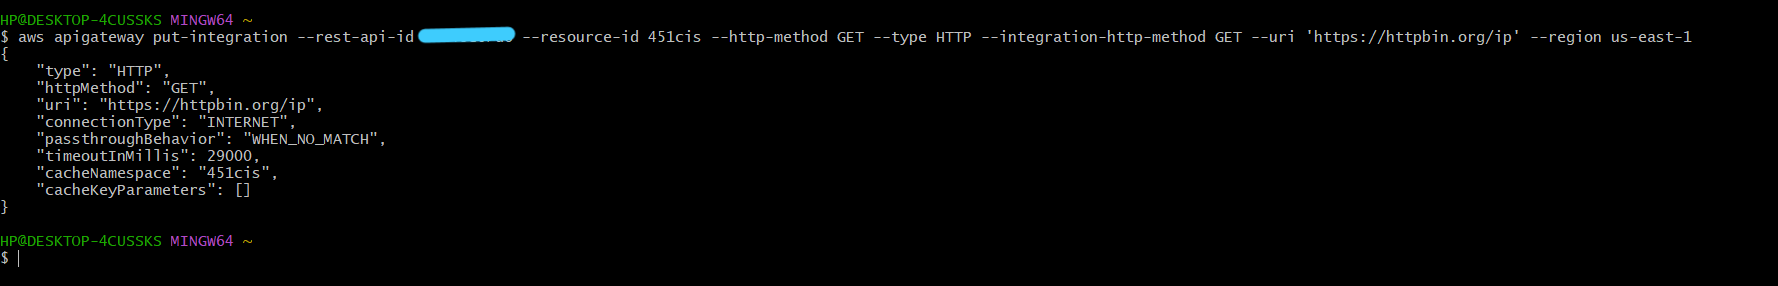 HP@DESKTOP-4CUSSKS MINGW64 ~
$ aws apigateway put-integration --rest-api-id --resource-id 451cis --http-method GET --type HTTP --integration-http-method GET --uri 'https://httpbin.org/ip' --region us-east-1
{
    "type": "HTTP",
    "httpMethod": "GET",
    "uri": "https://httpbin.org/ip",
    "connectionType": "INTERNET",
    "passthroughBehavior": "WHEN_NO_MATCH",
    "timeoutInMillis": 29000,
    "cacheNamespace": "451cis",
    "cacheKeyParameters": []
}
HP@DESKTOP-4CUSSKS MINGW64 ~
$